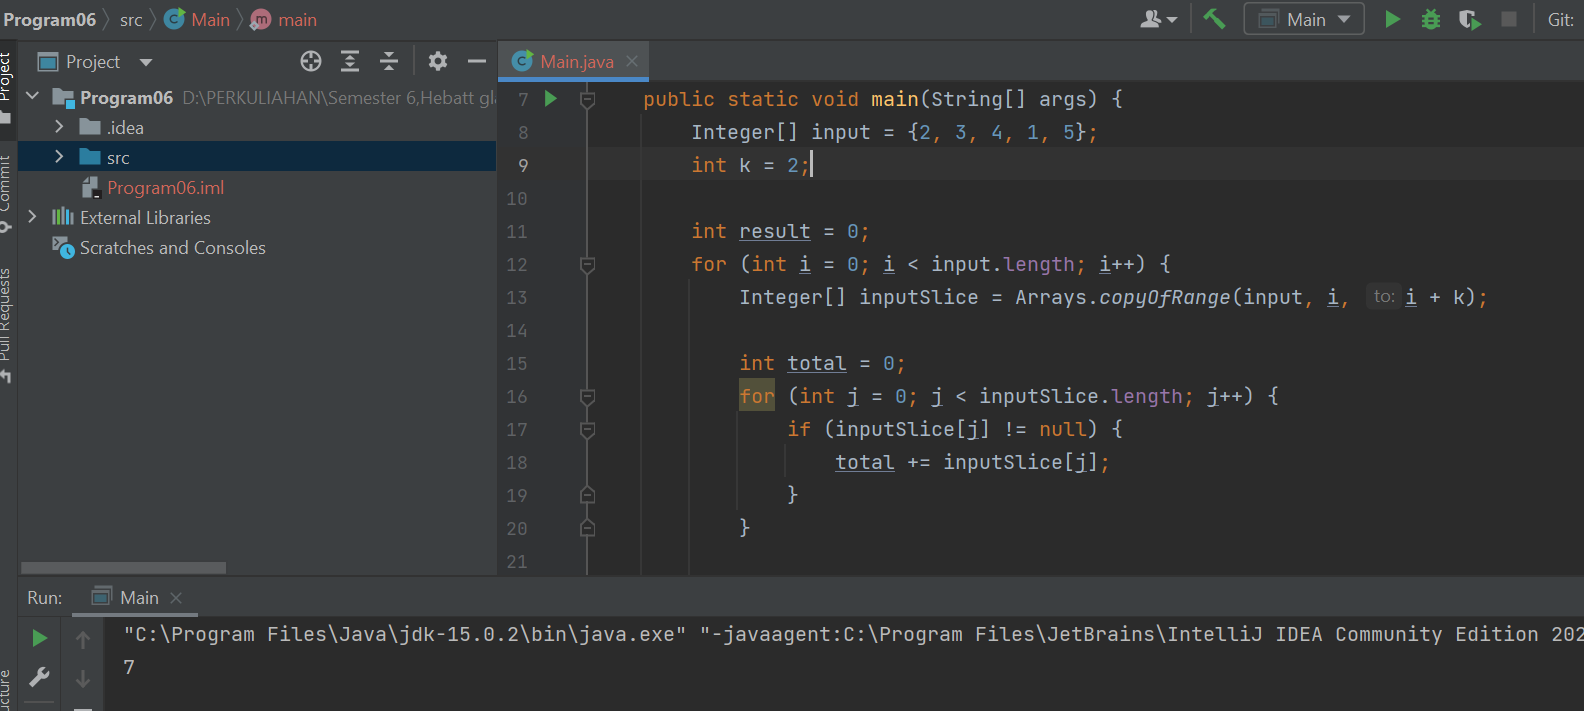 Program06 src Main main Main Git:
Project Main.java
Program06 D:\PERKULIAHAN\Semester 6,Hebatt
.idea
src
Program06.iml
External Libraries
Scratches and Consoles
Project
Commit
Pull Requests
7 public static void main(String[] args) {
8 Integer[] input = {2, 3, 4, 1, 5};
9 int k = 2;
10
11 int result = 0;
12 for (int i = 0; i < input.length; i++) {
13 Integer[] inputSlice = Arrays.copyOfRange(input, i, to: i + k);
14
15 int total = 0;
16 for (int j = 0; j < inputSlice.length; j++) {
17 if (inputSlice[j] != null) {
18 total += inputSlice[j];
19 }
20 }
21
Run: Main
"C:\Program Files\Java\jdk-15.0.2\bin\java.exe" "-javaagent:C:\Program Files\JetBrains\IntelliJ IDEA Community Edition 202
7